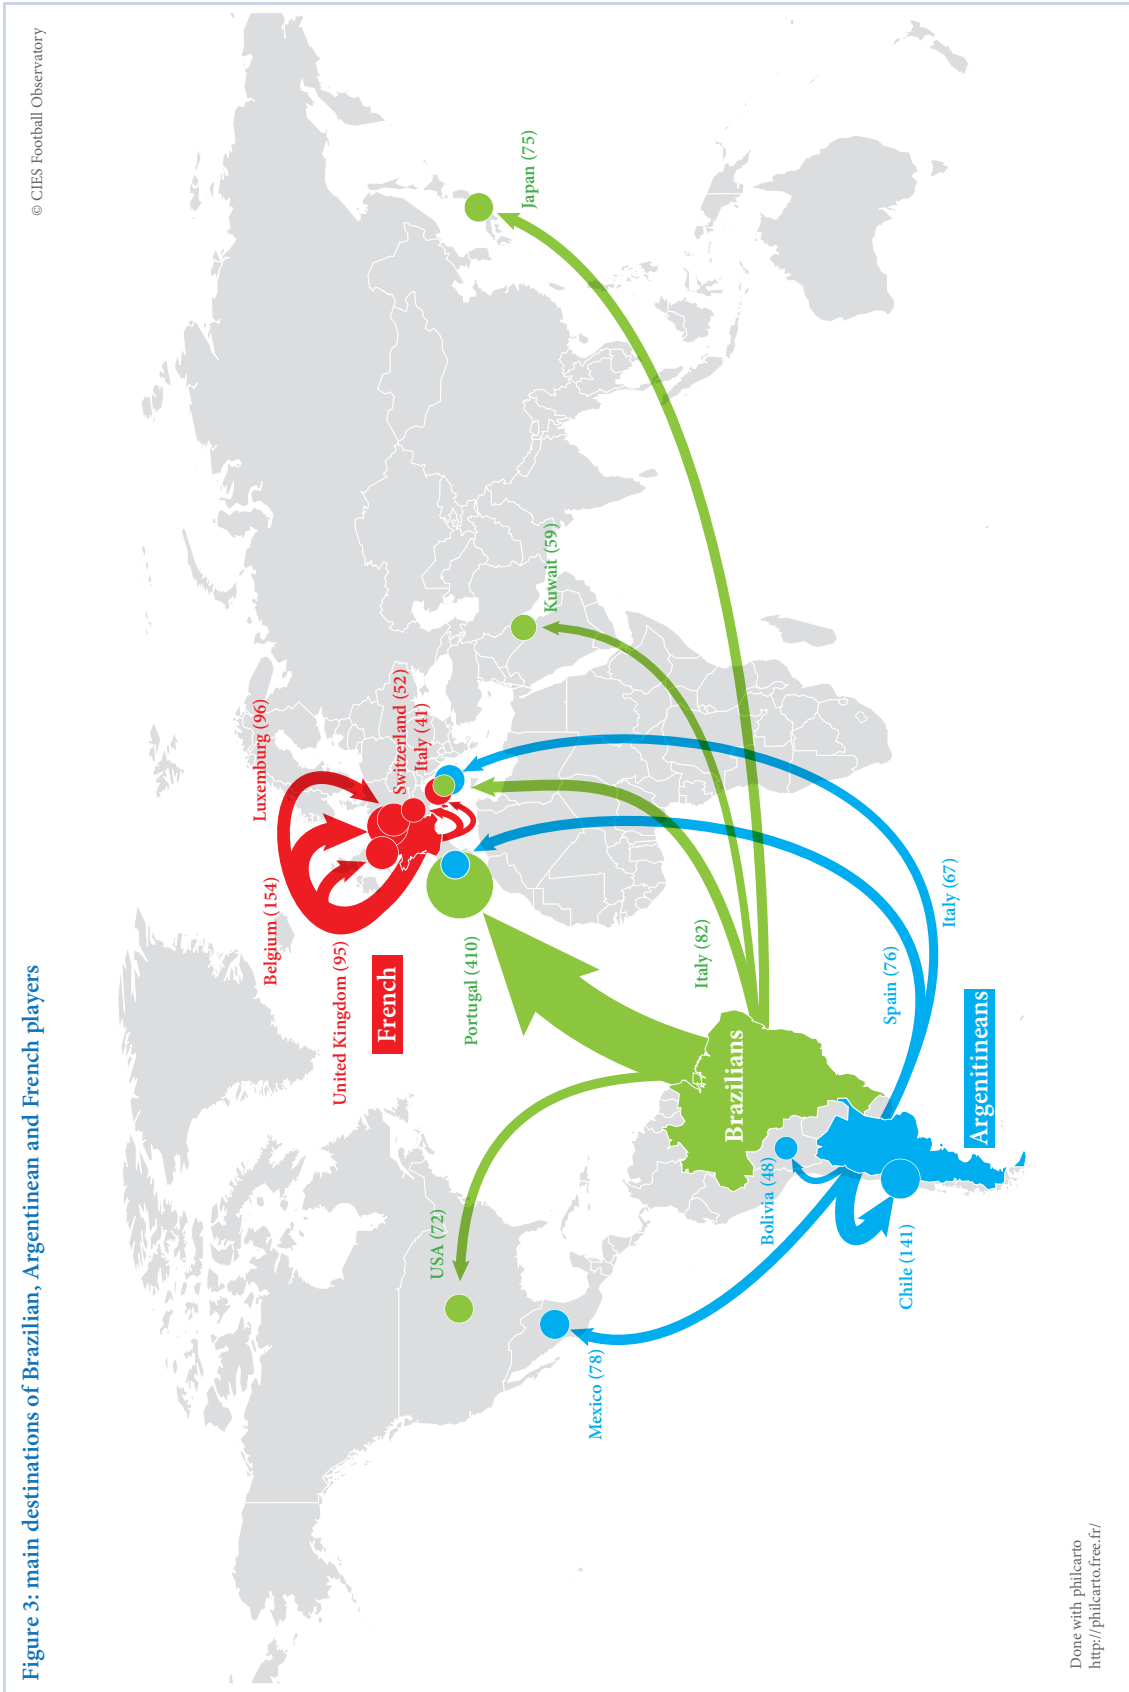 Figure 3: main destinations of Brazilian, Argentinean and French players
© CIES Football Observatory
Luxemburg (96)
Belgium (154)
United Kingdom (95)
French
Switzerland (52)
Italy (41)
USA (72)
Portugal (410)
Kuwait (59)
Japan (75)
Mexico (78)
Italy (82)
Brazilians
Bolivia (48)
Chile (141)
Spain (76)
Italy (67)
Argenitineans
Done with philcarto
http://philcarto.free.fr/